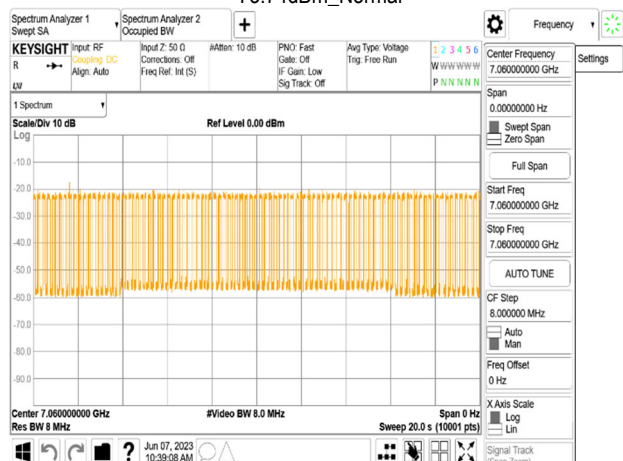 Spectrum Analyzer 1
Swept SA
Spectrum Analyzer 2
Occupied BW
+
Frequency
KEYSIGHT
R
Input: RF
Coupling: DC
Align: Auto
Input Z: 50 Ω
Corrections: Off
Freq Ref: Int (S)
#Atten: 10 dB
PNO: Fast
Gate: Off
IF Gain: Low
Sig Track: Off
Avg Type: Voltage
Trig: Free Run
1 2 3 4 5 6
W W W W W W
P N N N N N
Center Frequency
7.060000000 GHz
Settings
Span
0.00000000 Hz
Swept Span
Zero Span
Full Span
Start Freq
7.060000000 GHz
Stop Freq
7.060000000 GHz
AUTO TUNE
CF Step
8.000000 MHz
Auto
Man
Freq Offset
0 Hz
X Axis Scale
Log
Lin
Signal Track
(Span Zoom)
1 Spectrum
Scale/Div 10 dB
Ref Level 0.00 dBm
Log
-10.0
-20.0
-30.0
-40.0
-50.0
-60.0
-70.0
-80.0
-90.0
Center 7.060000000 GHz
#Video BW 8.0 MHz
Span 0 Hz
Res BW 8 MHz
Sweep 20.0 s (10001 pts)
?
Jun 07, 2023
10:39:08 AM